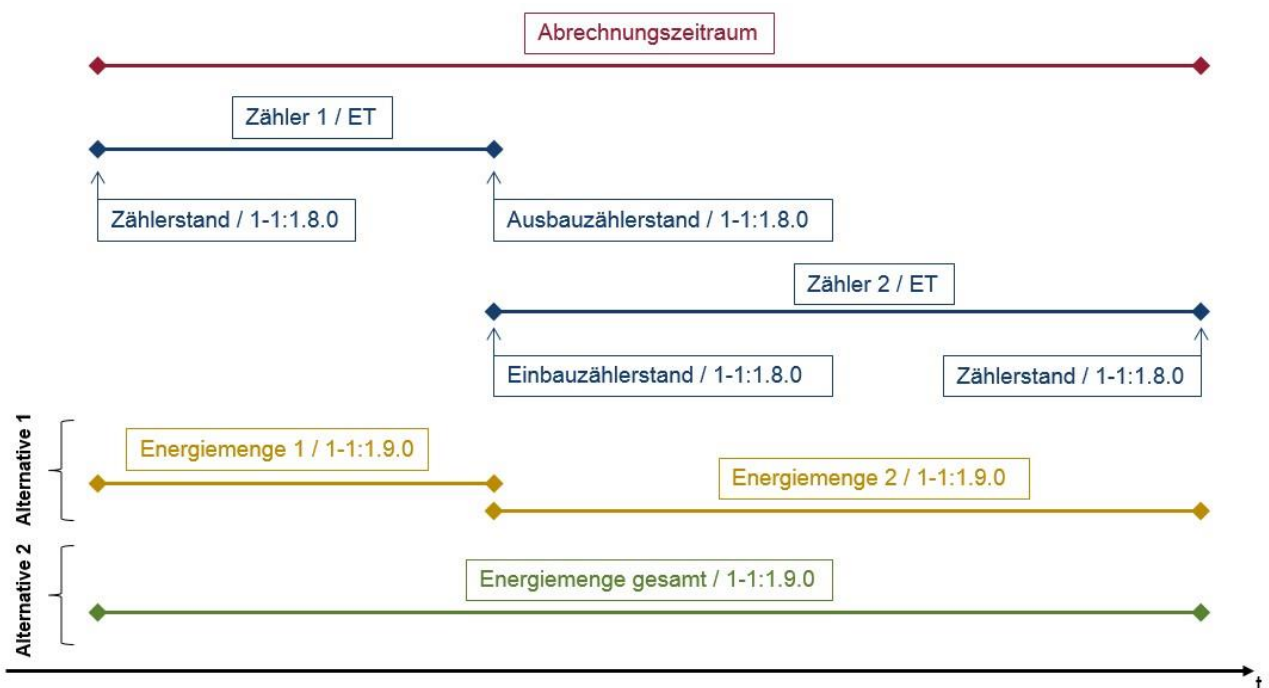 Abrechnungszeitraum
Zähler 1 / ET
Zählerstand / 1-1:1.8.0
Ausbauzählerstand / 1-1:1.8.0
Zähler 2 / ET
Einbauzählerstand / 1-1:1.8.0
Zählerstand / 1-1:1.8.0
Alternative 1
Energiemenge 1 / 1-1:1.9.0
Energiemenge 2 / 1-1:1.9.0
Alternative 2
Energiemenge gesamt / 1-1:1.9.0
t